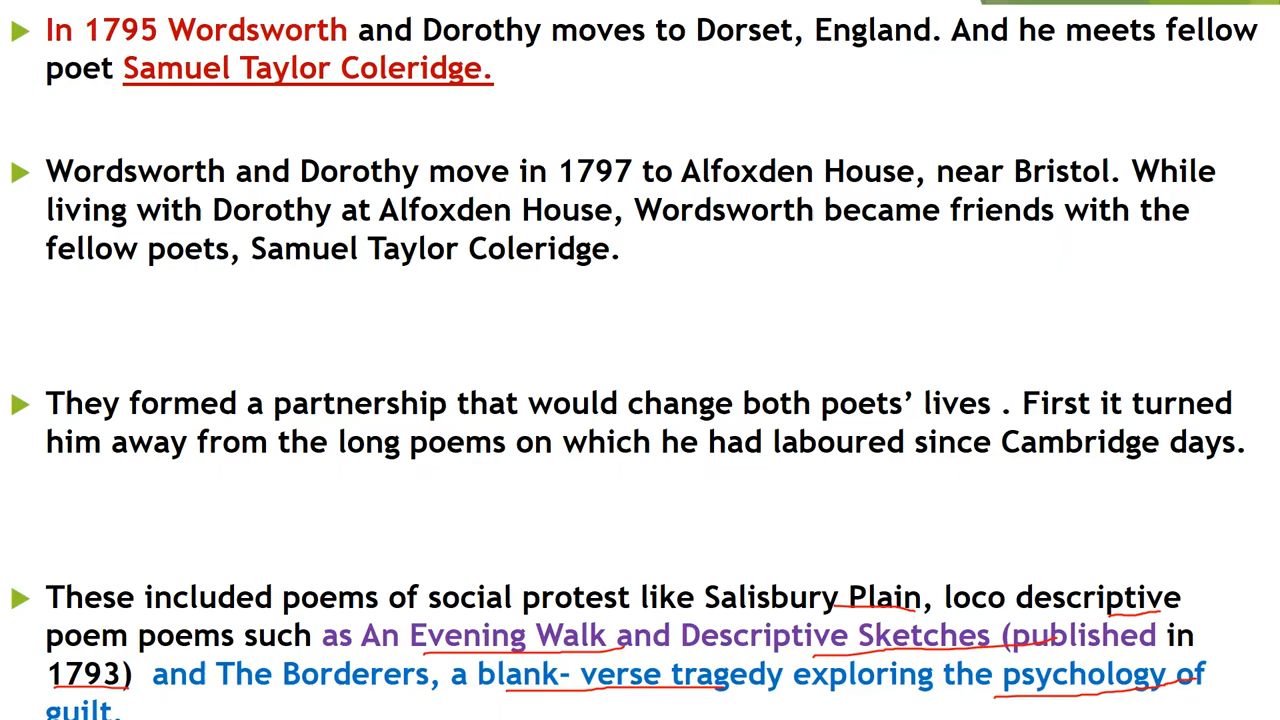 In 1795 Wordsworth and Dorothy moves to Dorset, England. And he meets fellow
poet Samuel Taylor Coleridge.
Wordsworth and Dorothy move in 1797 to Alfoxden House, near Bristol. While
living with Dorothy at Alfoxden House, Wordsworth became friends with the
fellow poets, Samuel Taylor Coleridge.
They formed a partnership that would change both poets’ lives . First it turned
him away from the long poems on which he had laboured since Cambridge days.
These included poems of social protest like Salisbury Plain, loco descriptive
poem poems such as An Evening Walk and Descriptive Sketches (published in
1793) and The Borderers, a blank- verse tragedy exploring the psychology of
guilt.